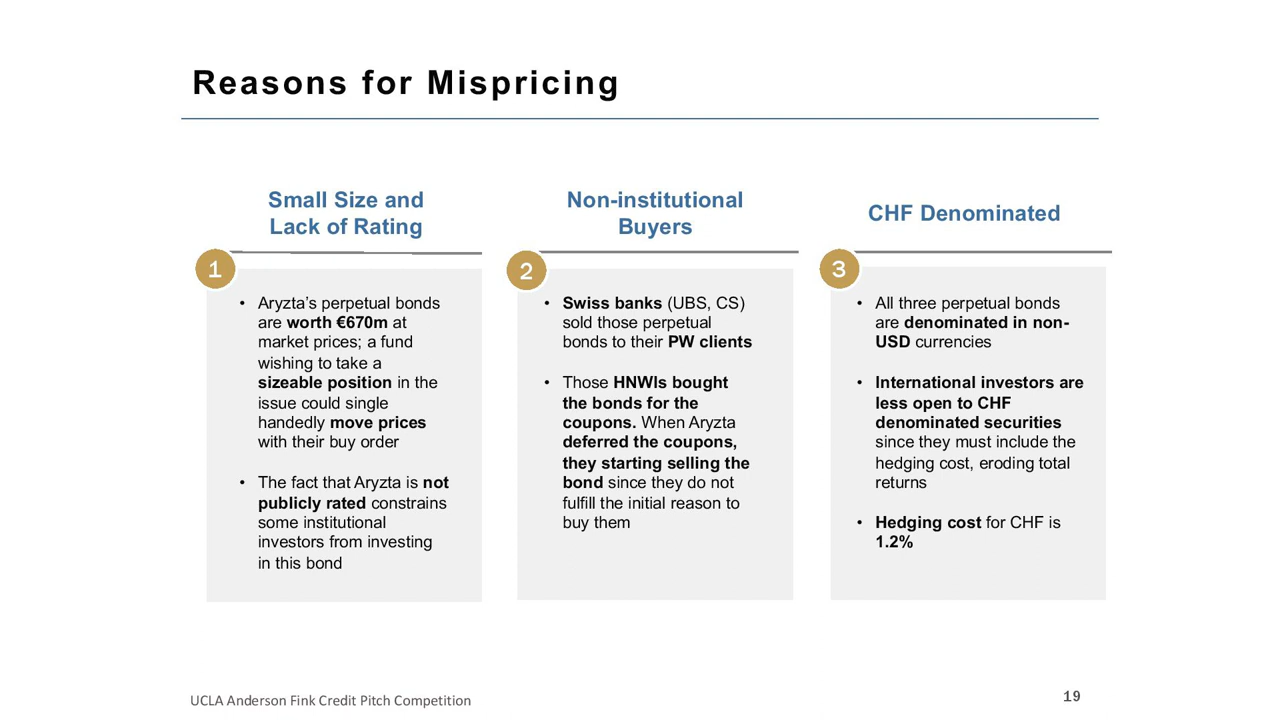 Reasons for Mispricing
Small Size and
Lack of Rating
1
• Aryzta’s perpetual bonds
are worth €670m at
market prices; a fund
wishing to take a
sizeable position in the
issue could single
handedly move prices
with their buy order
• The fact that Aryzta is not
publicly rated constrains
some institutional
investors from investing
in this bond
Non-institutional
Buyers
2
• Swiss banks (UBS, CS)
sold those perpetual
bonds to their PW clients
• Those HNWIs bought
the bonds for the
coupons. When Aryzta
deferred the coupons,
they starting selling the
bond since they do not
fulfill the initial reason to
buy them
CHF Denominated
3
• All three perpetual bonds
are denominated in non-
USD currencies
• International investors are
less open to CHF
denominated securities
since they must include the
hedging cost, eroding total
returns
• Hedging cost for CHF is
1.2%
UCLA Anderson Fink Credit Pitch Competition
19